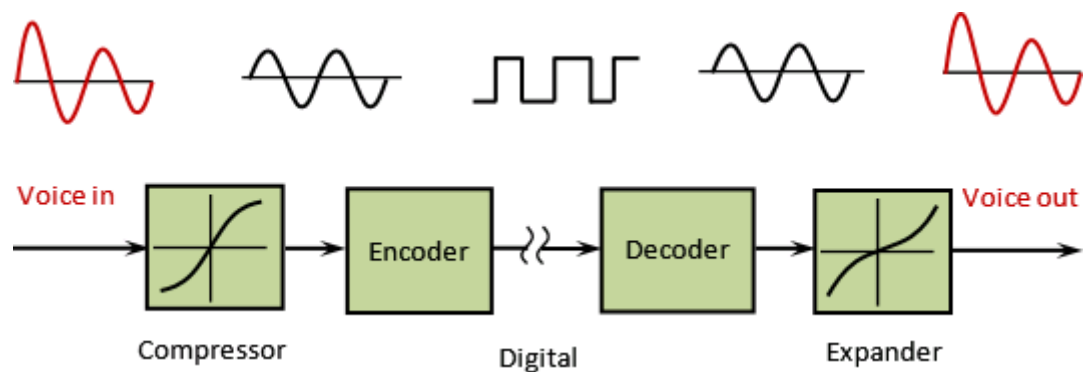 Voice in
Encoder
Decoder
Voice out
Compressor
Digital
Expander